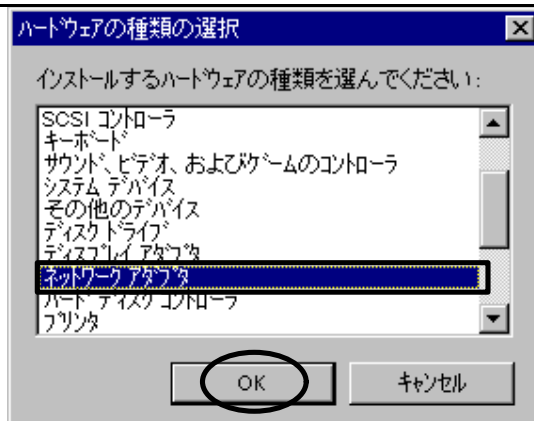 ハードウェアの種類の選択
インストールするハードウェアの種類を選んでください:
SCSI コントローラ
キーボード
サウンド、ビデオ、およびゲームのコントローラ
システム デバイス
その他のデバイス
ディスク ドライブ
ディスプレイ アダプタ
ネットワーク アダプタ
ハード ディスク コントローラ
プリンタ
OK
キャンセル